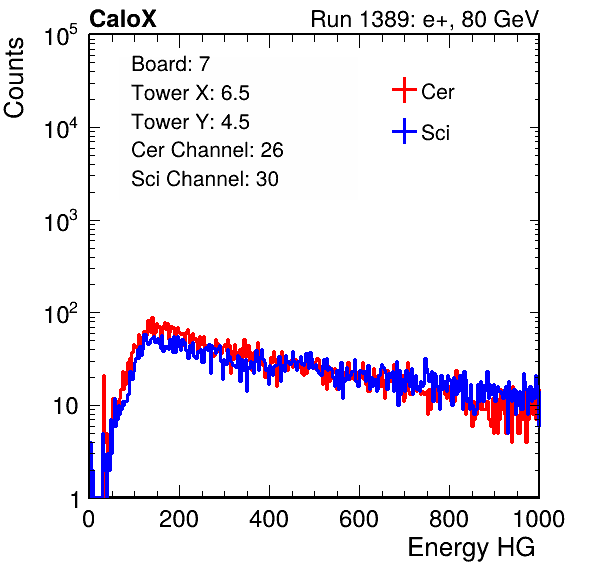 CaloX Run 1389: e+, 80 GeV
Counts
Board: 7
Tower X: 6.5
Tower Y: 4.5
Cer Channel: 26
Sci Channel: 30
Cer
Sci
10^5
10^4
10^3
10^2
10
1
0 200 400 600 800 1000
Energy HG